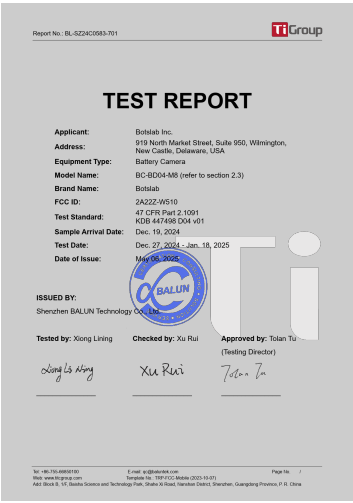 Report No.: BL-SZ24C0583-701
TiGroup
TEST REPORT
Applicant: Botslab Inc.
Address: 919 North Market Street, Suite 950, Wilmington,
New Castle, Delaware, USA
Equipment Type: Battery Camera
Model Name: BC-BD04-M8 (refer to section 2.3)
Brand Name: Botslab
FCC ID: 2A22Z-W510
Test Standard: 47 CFR Part 2.1091
KDB 447498 D04 v01
Sample Arrival Date: Dec. 19, 2024
Test Date: Dec. 27, 2024 - Jan. 18, 2025
Date of Issue: May 06, 2025
BALUN
ISSUED BY:
Shenzhen BALUN Technology Co., Ltd.
Tested by: Xiong Lining Checked by: Xu Rui Approved by: Tolan Tu
(Testing Director)
Xiong Lining Xu Rui Tolan Tu
Tel: +86-755-66850100 E-mail: qc@baluntek.com Page No. /
Web: www.titcgroup.com Template No.: TRP-FCC-Mobile (2023-10-07)
Add: Block B, 1/F, Baisha Science and Technology Park, Shahe Xi Road, Nanshan District, Shenzhen, Guangdong Province, P. R. China